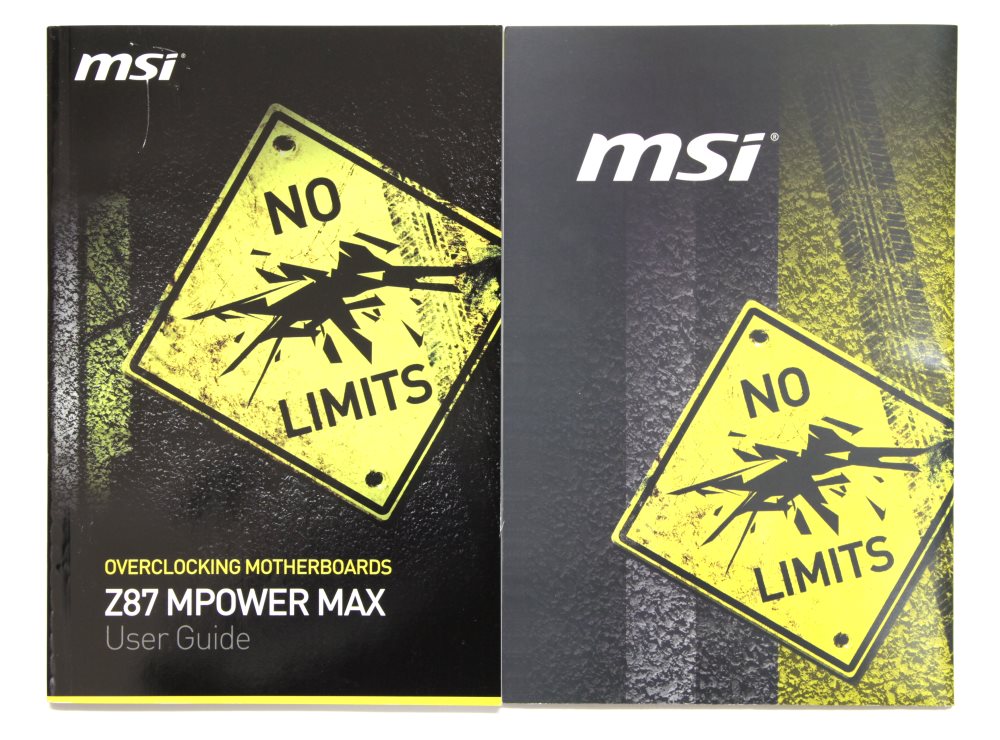 msi®
NO
LIMITS
OVERCLOCKING MOTHERBOARDS
Z87 MPOWER MAX
User Guide
msi®
NO
LIMITS